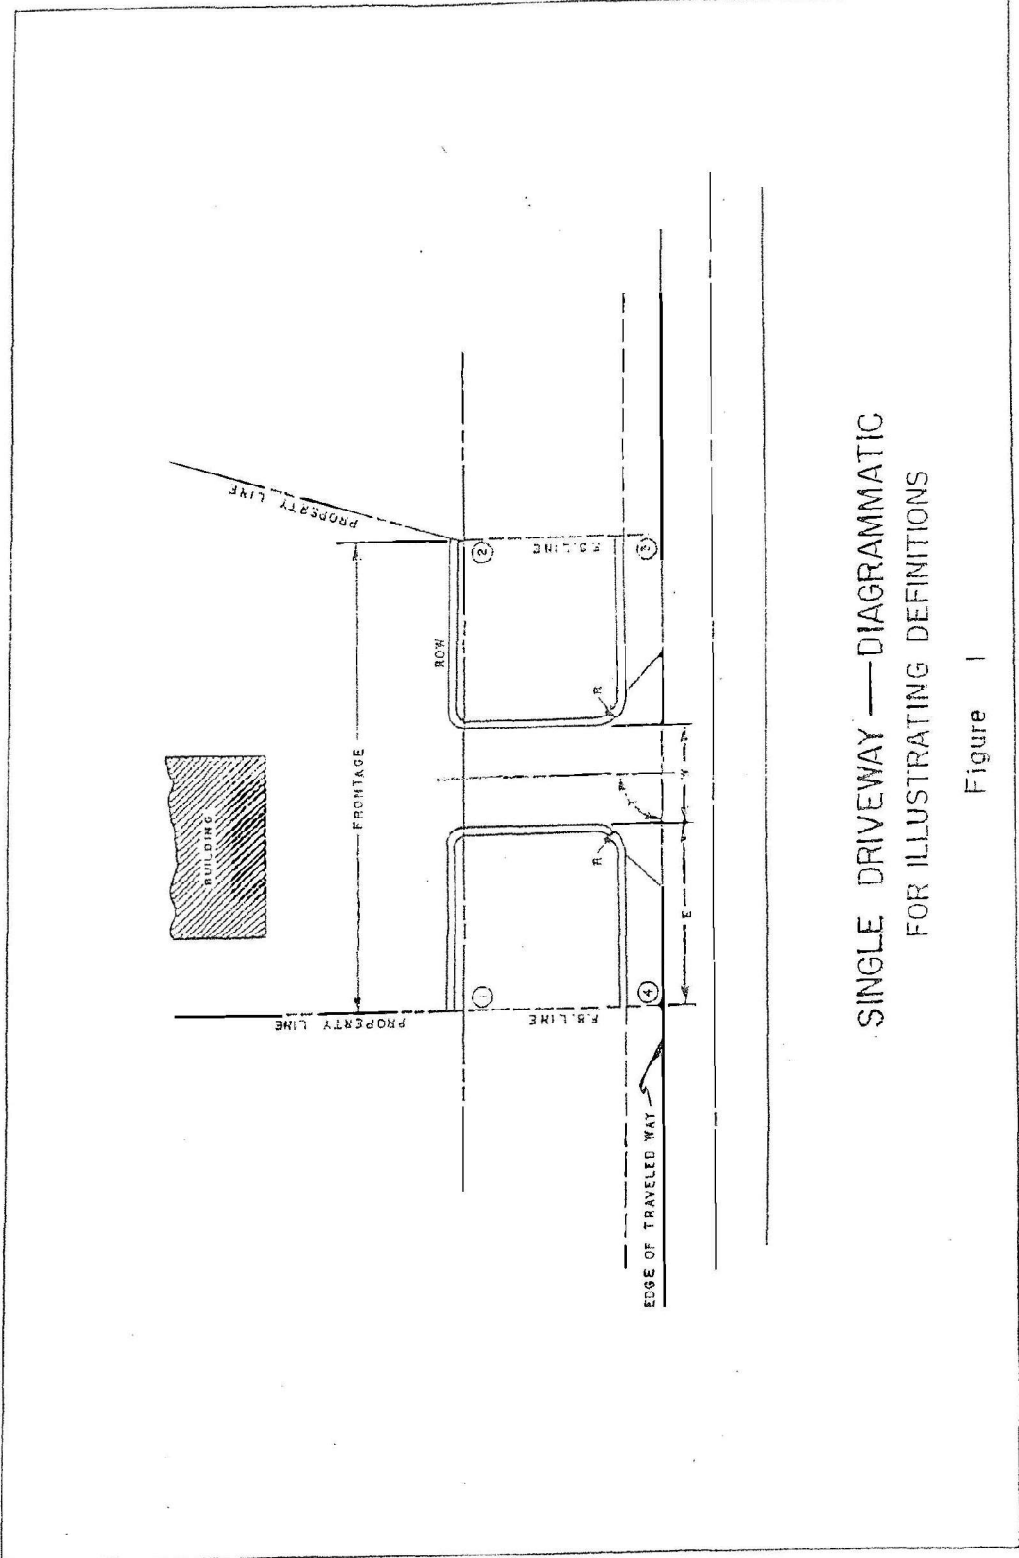 BUILDING
FRONTAGE
PROPERTY LINE
PROPERTY LINE
ROW
1
2
F.B. LINE
F.B. LINE
3
4
R
R
E
EDGE OF TRAVELED WAY
SINGLE DRIVEWAY — DIAGRAMMATIC
FOR ILLUSTRATING DEFINITIONS
Figure 1